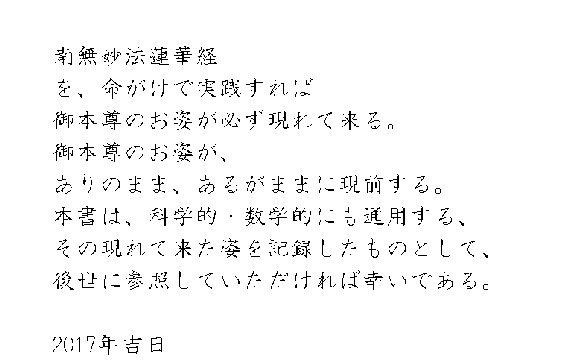 南無妙法蓮華経
を、命がけで実践すれば
御本尊のお姿が必ず現れて来る。
御本尊のお姿が、
ありのまま、あるがままに現前する。
本書は、科学的・数学的にも通用する、
その現れて来た姿を記録したものとして、
後世に参照していただければ幸いである。
2017年吉日